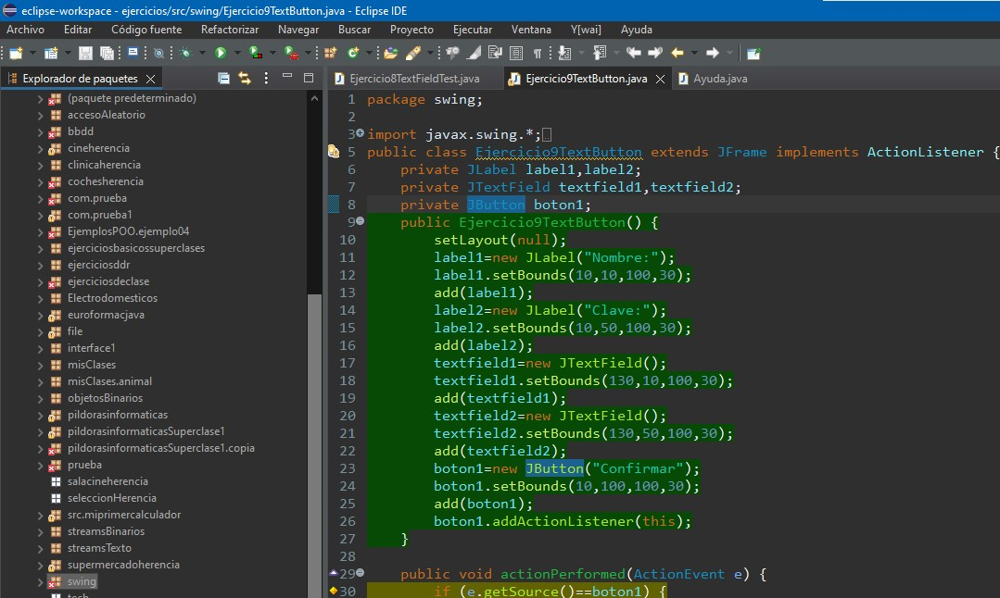 eclipse-workspace - ejercicios/src/swing/Ejercicio9TextButton.java - Eclipse IDE
Archivo Editar Código fuente Refactorizar Navegar Buscar Proyecto Ejecutar Ventana Y[wai] Ayuda
Explorador de paquetes
(paquete predeterminado)
accesoAleatorio
bbdd
cineherencia
clinicaherencia
cochesherencia
com.prueba
com.prueba1
EjemplosPOO.ejemplo04
ejerciciosbasicossuperclases
ejerciciosddr
ejerciciosdeclase
Electrodomesticos
euroformacjava
file
interface1
misClases
misClases.animal
objetosBinarios
pildorasinformaticas
pildorasinformaticasSuperclase1
pildorasinformaticasSuperclase1.copia
prueba
salacineherencia
seleccionHerencia
src.miprimercalculador
streamsBinarios
streamsTexto
supermercadoherencia
swing
tech
Ejercicio8TextFieldTest.java Ejercicio9TextButton.java Ayuda.java
1 package swing;
2
3 import javax.swing.*;
5 public class Ejercicio9TextButton extends JFrame implements ActionListener {
6 private JLabel label1,label2;
7 private JTextField textfield1,textfield2;
8 private JButton boton1;
9 public Ejercicio9TextButton() {
10 setLayout(null);
11 label1=new JLabel("Nombre:");
12 label1.setBounds(10,10,100,30);
13 add(label1);
14 label2=new JLabel("Clave:");
15 label2.setBounds(10,50,100,30);
16 add(label2);
17 textfield1=new JTextField();
18 textfield1.setBounds(130,10,100,30);
19 add(textfield1);
20 textfield2=new JTextField();
21 textfield2.setBounds(130,50,100,30);
22 add(textfield2);
23 boton1=new JButton("Confirmar");
24 boton1.setBounds(10,100,100,30);
25 add(boton1);
26 boton1.addActionListener(this);
27 }
28
29 public void actionPerformed(ActionEvent e) {
30 if (e.getSource()==boton1) {